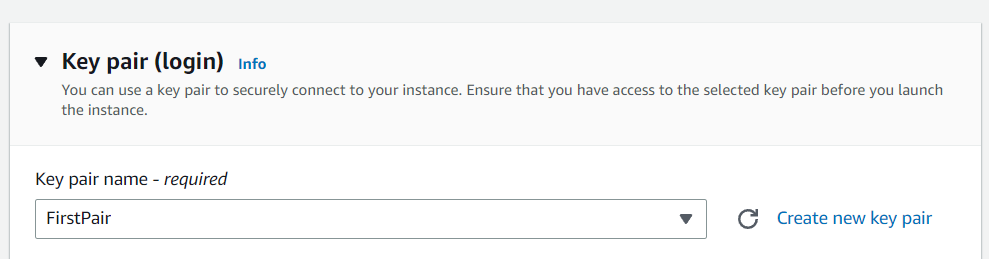 Key pair (login) Info
You can use a key pair to securely connect to your instance. Ensure that you have access to the selected key pair before you launch
the instance.
Key pair name - required
FirstPair
Create new key pair